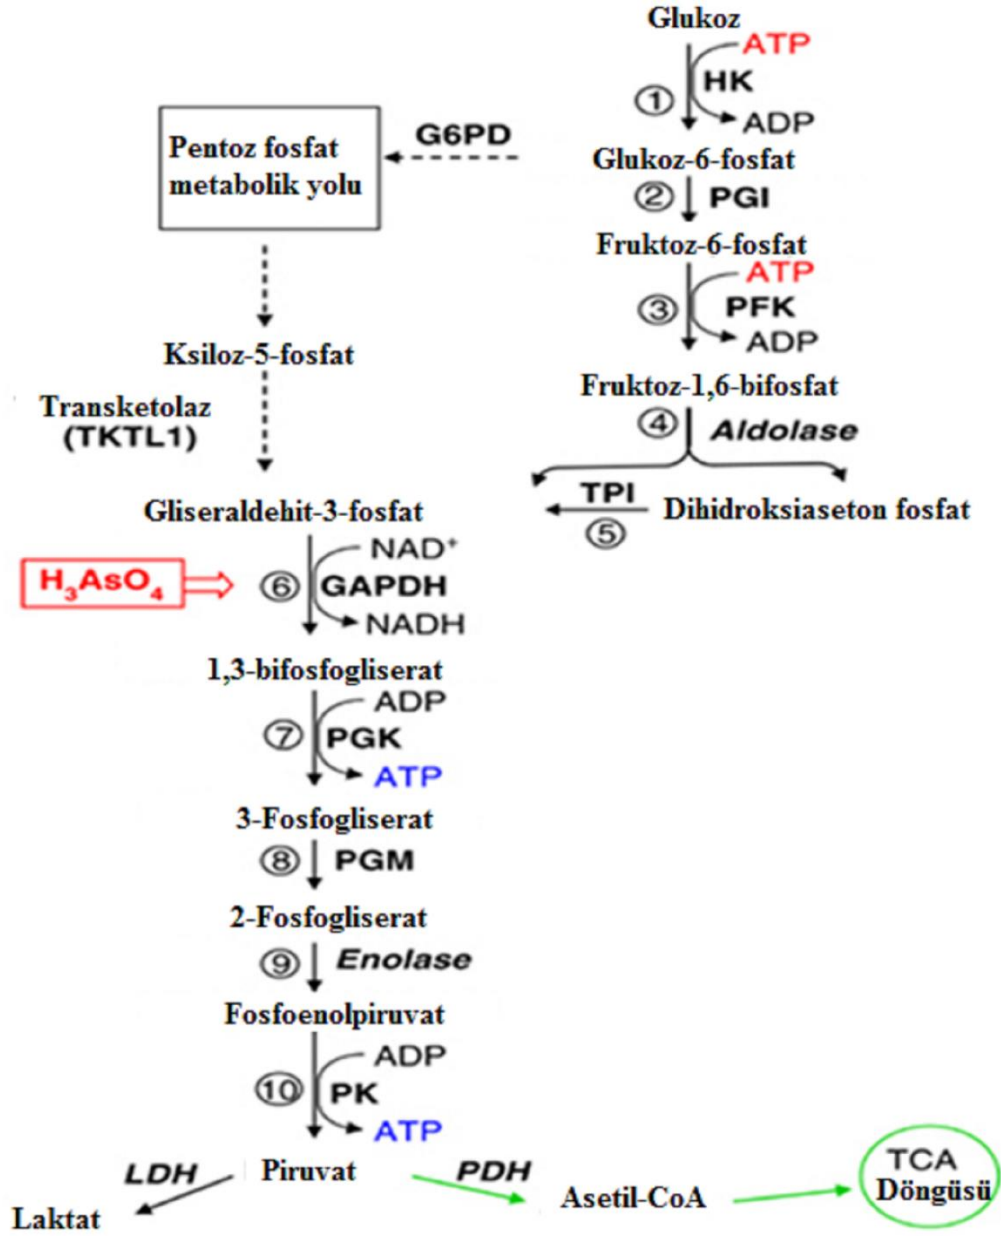 Glukoz
ATP
HK
①
ADP
G6PD
Pentoz fosfat
metabolik yolu
Glukoz-6-fosfat
② PGI
Fruktoz-6-fosfat
ATP
③ PFK
ADP
Ksiloz-5-fosfat
Fruktoz-1,6-bifosfat
Transketolaz
(TKTL1)
④ Aldolase
TPI
⑤
Dihidroksiaseton fosfat
Gliseraldehit-3-fosfat
NAD⁺
H₃AsO₄
⑥ GAPDH
NADH
1,3-bifosfogliserat
ADP
⑦ PGK
ATP
3-Fosfogliserat
⑧ PGM
2-Fosfogliserat
⑨ Enolase
Fosfoenolpiruvat
ADP
⑩ PK
ATP
LDH
Piruvat
PDH
Laktat
Asetil-CoA
TCA
Döngüsü